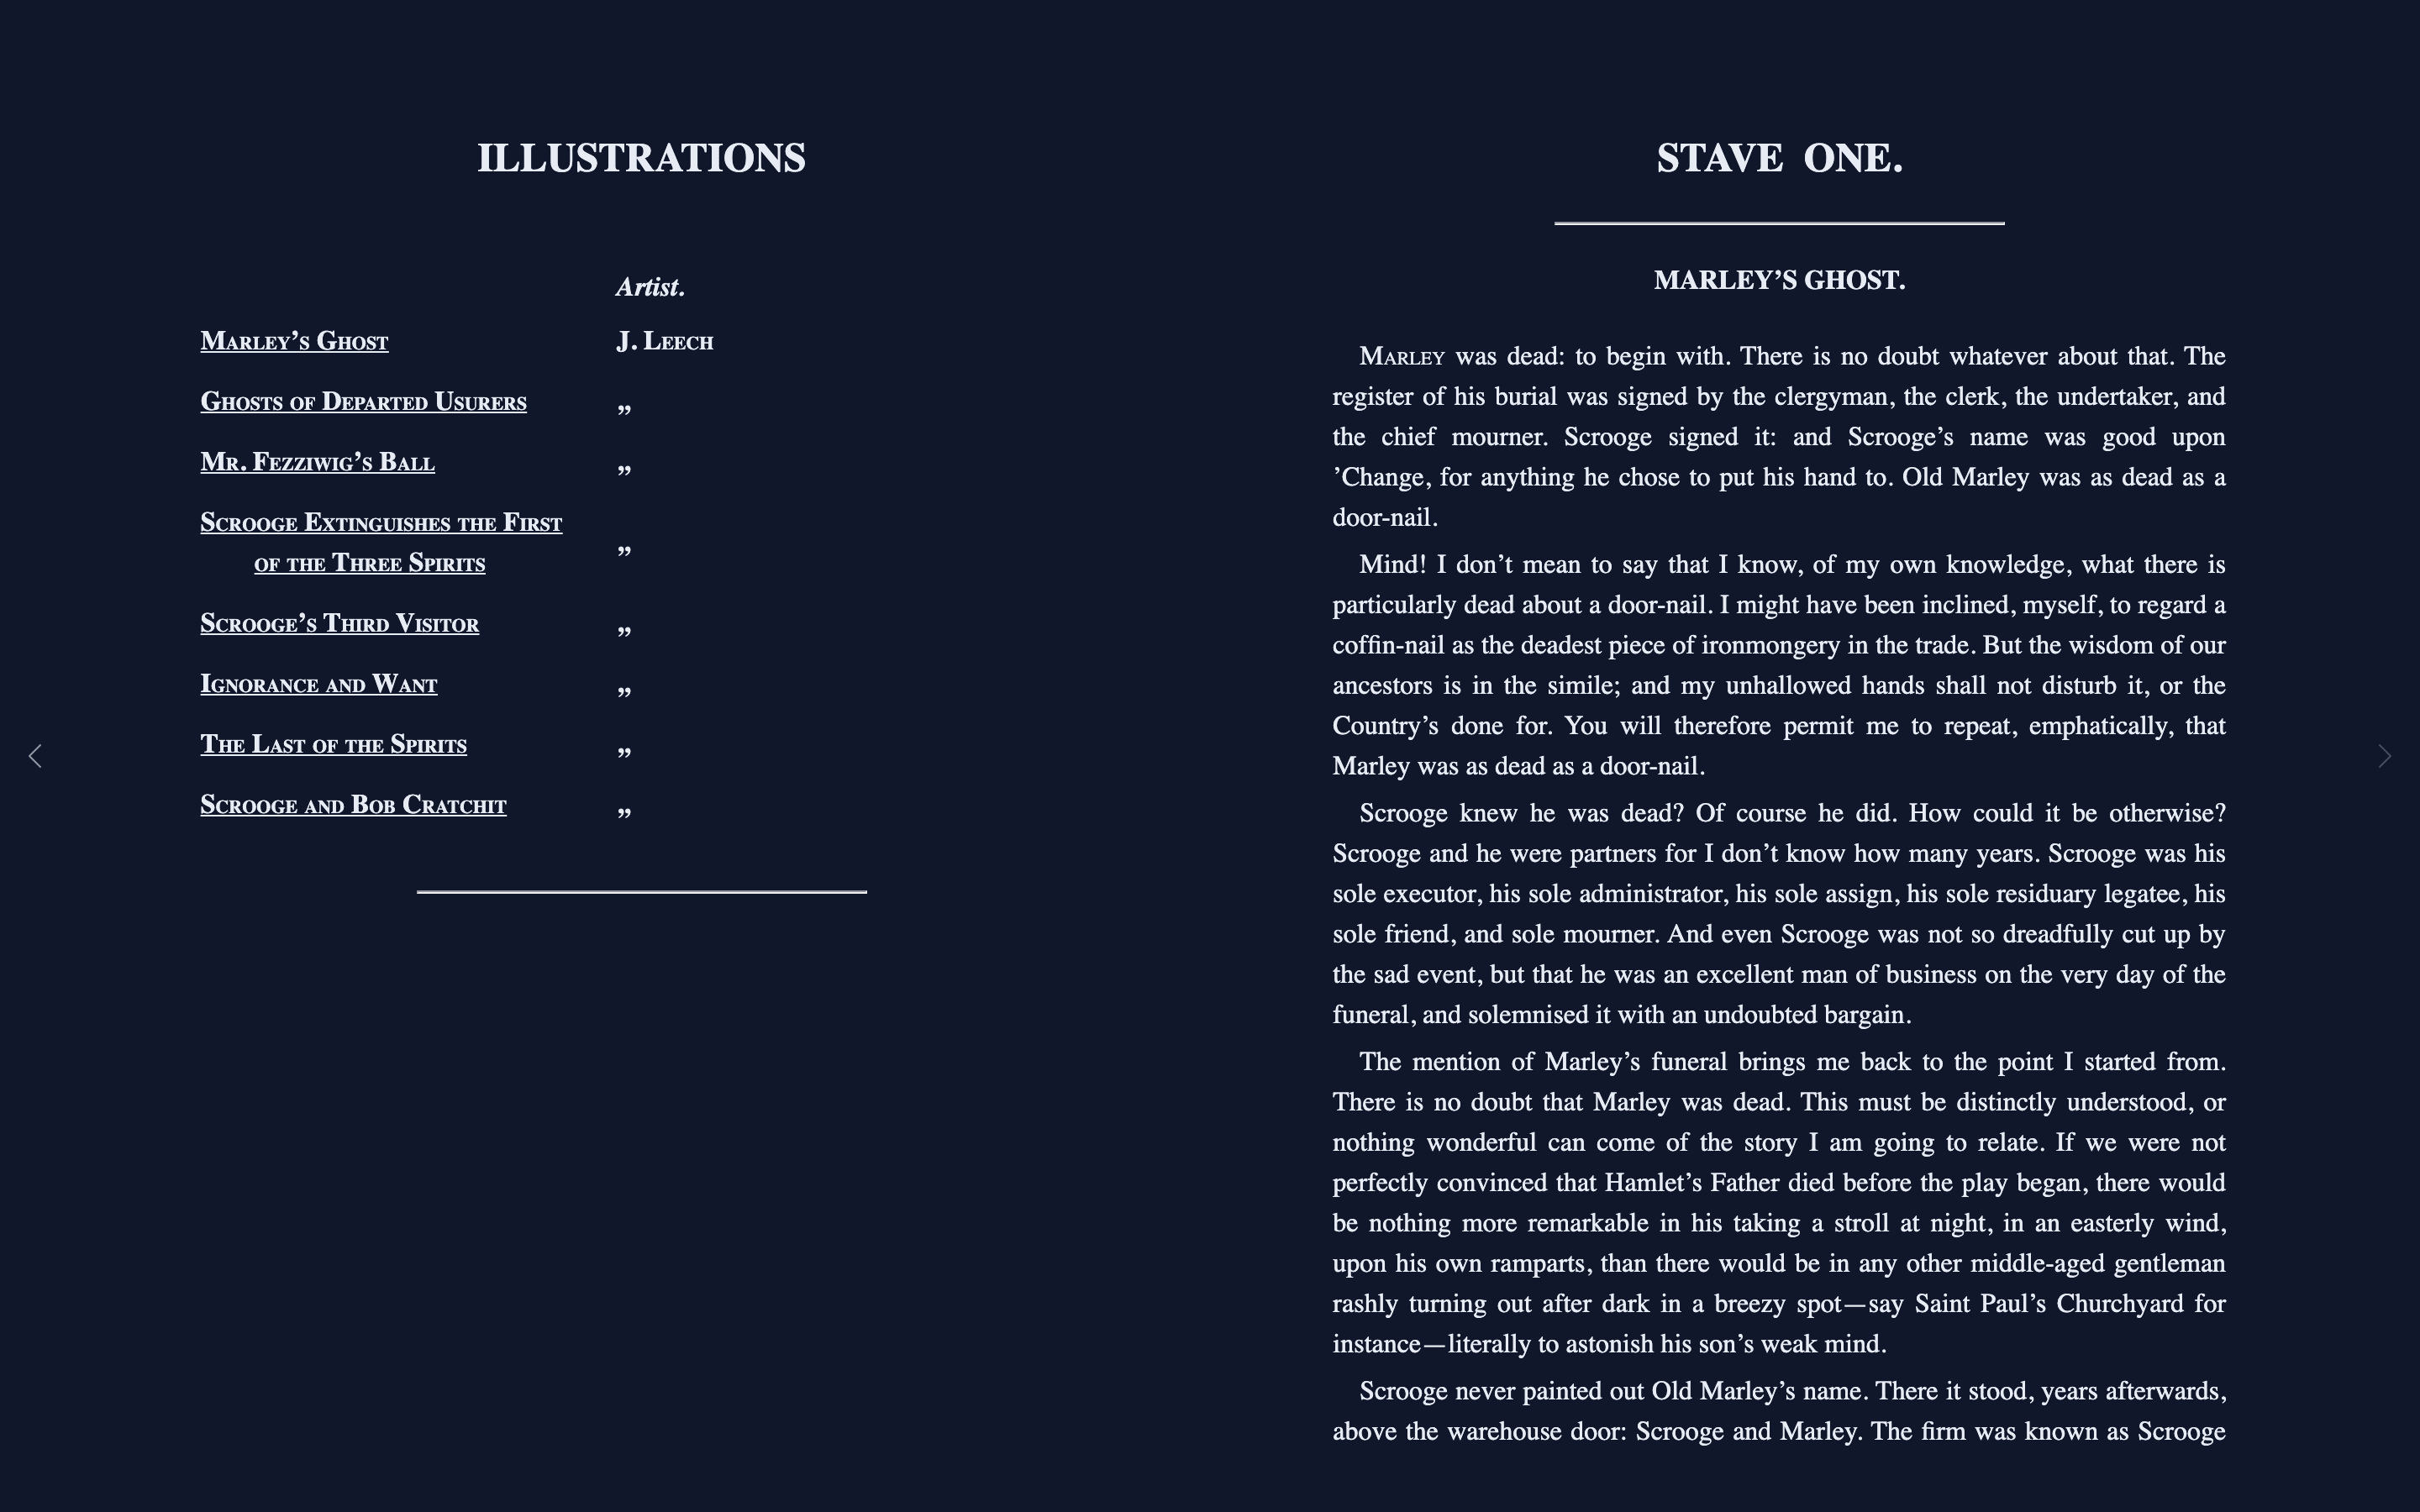 ILLUSTRATIONS
Artist.
Marley’s Ghost J. Leech
Ghosts of Departed Usurers „
Mr. Fezziwig’s Ball „
Scrooge Extinguishes the First
of the Three Spirits „
Scrooge’s Third Visitor „
Ignorance and Want „
The Last of the Spirits „
Scrooge and Bob Cratchit „
STAVE ONE.
MARLEY’S GHOST.
Marley was dead: to begin with. There is no doubt whatever about that. The
register of his burial was signed by the clergyman, the clerk, the undertaker, and
the chief mourner. Scrooge signed it: and Scrooge’s name was good upon
’Change, for anything he chose to put his hand to. Old Marley was as dead as a
door-nail.
Mind! I don’t mean to say that I know, of my own knowledge, what there is
particularly dead about a door-nail. I might have been inclined, myself, to regard a
coffin-nail as the deadest piece of ironmongery in the trade. But the wisdom of our
ancestors is in the simile; and my unhallowed hands shall not disturb it, or the
Country’s done for. You will therefore permit me to repeat, emphatically, that
Marley was as dead as a door-nail.
Scrooge knew he was dead? Of course he did. How could it be otherwise?
Scrooge and he were partners for I don’t know how many years. Scrooge was his
sole executor, his sole administrator, his sole assign, his sole residuary legatee, his
sole friend, and sole mourner. And even Scrooge was not so dreadfully cut up by
the sad event, but that he was an excellent man of business on the very day of the
funeral, and solemnised it with an undoubted bargain.
The mention of Marley’s funeral brings me back to the point I started from.
There is no doubt that Marley was dead. This must be distinctly understood, or
nothing wonderful can come of the story I am going to relate. If we were not
perfectly convinced that Hamlet’s Father died before the play began, there would
be nothing more remarkable in his taking a stroll at night, in an easterly wind,
upon his own ramparts, than there would be in any other middle-aged gentleman
rashly turning out after dark in a breezy spot—say Saint Paul’s Churchyard for
instance—literally to astonish his son’s weak mind.
Scrooge never painted out Old Marley’s name. There it stood, years afterwards,
above the warehouse door: Scrooge and Marley. The firm was known as Scrooge